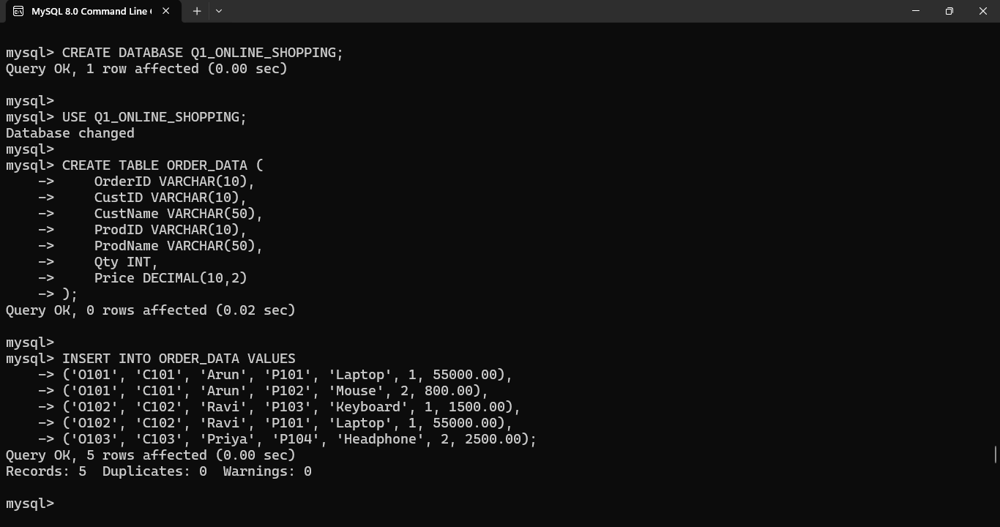 MySQL 8.0 Command Line
mysql> CREATE DATABASE Q1_ONLINE_SHOPPING;
Query OK, 1 row affected (0.00 sec)
mysql>
mysql> USE Q1_ONLINE_SHOPPING;
Database changed
mysql>
mysql> CREATE TABLE ORDER_DATA (
    ->     OrderID VARCHAR(10),
    ->     CustID VARCHAR(10),
    ->     CustName VARCHAR(50),
    ->     ProdID VARCHAR(10),
    ->     ProdName VARCHAR(50),
    ->     Qty INT,
    ->     Price DECIMAL(10,2)
    -> );
Query OK, 0 rows affected (0.02 sec)
mysql>
mysql> INSERT INTO ORDER_DATA VALUES
    -> ('O101', 'C101', 'Arun', 'P101', 'Laptop', 1, 55000.00),
    -> ('O101', 'C101', 'Arun', 'P102', 'Mouse', 2, 800.00),
    -> ('O102', 'C102', 'Ravi', 'P103', 'Keyboard', 1, 1500.00),
    -> ('O102', 'C102', 'Ravi', 'P101', 'Laptop', 1, 55000.00),
    -> ('O103', 'C103', 'Priya', 'P104', 'Headphone', 2, 2500.00);
Query OK, 5 rows affected (0.00 sec)
Records: 5  Duplicates: 0  Warnings: 0
mysql>